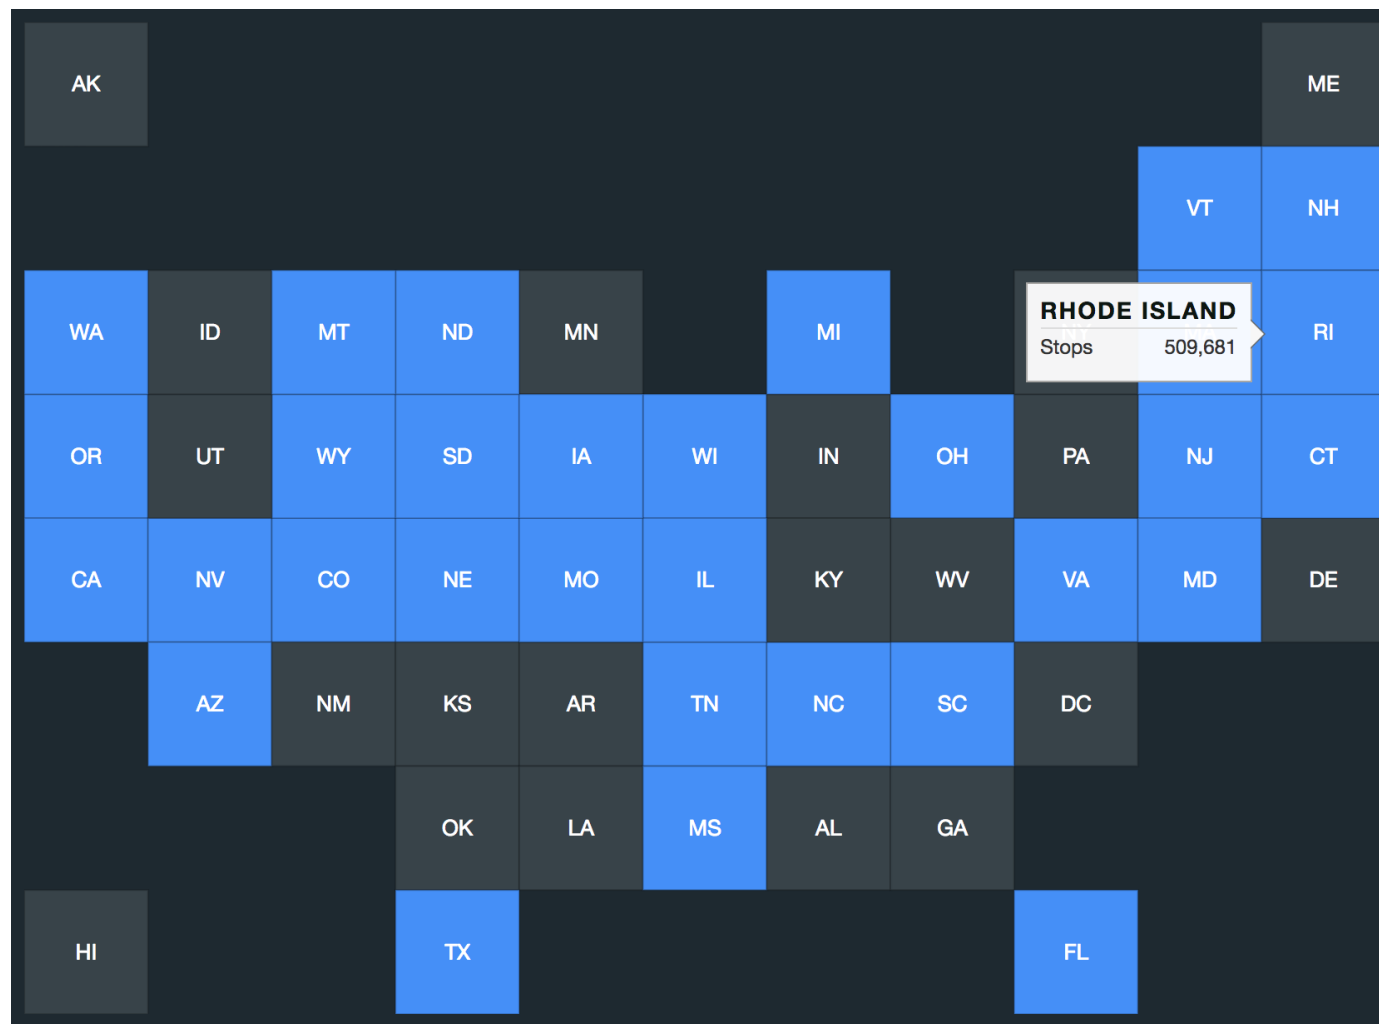 AK ME
VT NH
WA ID MT ND MN MI NY MA RI
RHODE ISLAND
Stops 509,681
OR UT WY SD IA WI IN OH PA NJ CT
CA NV CO NE MO IL KY WV VA MD DE
AZ NM KS AR TN NC SC DC
OK LA MS AL GA
HI TX FL